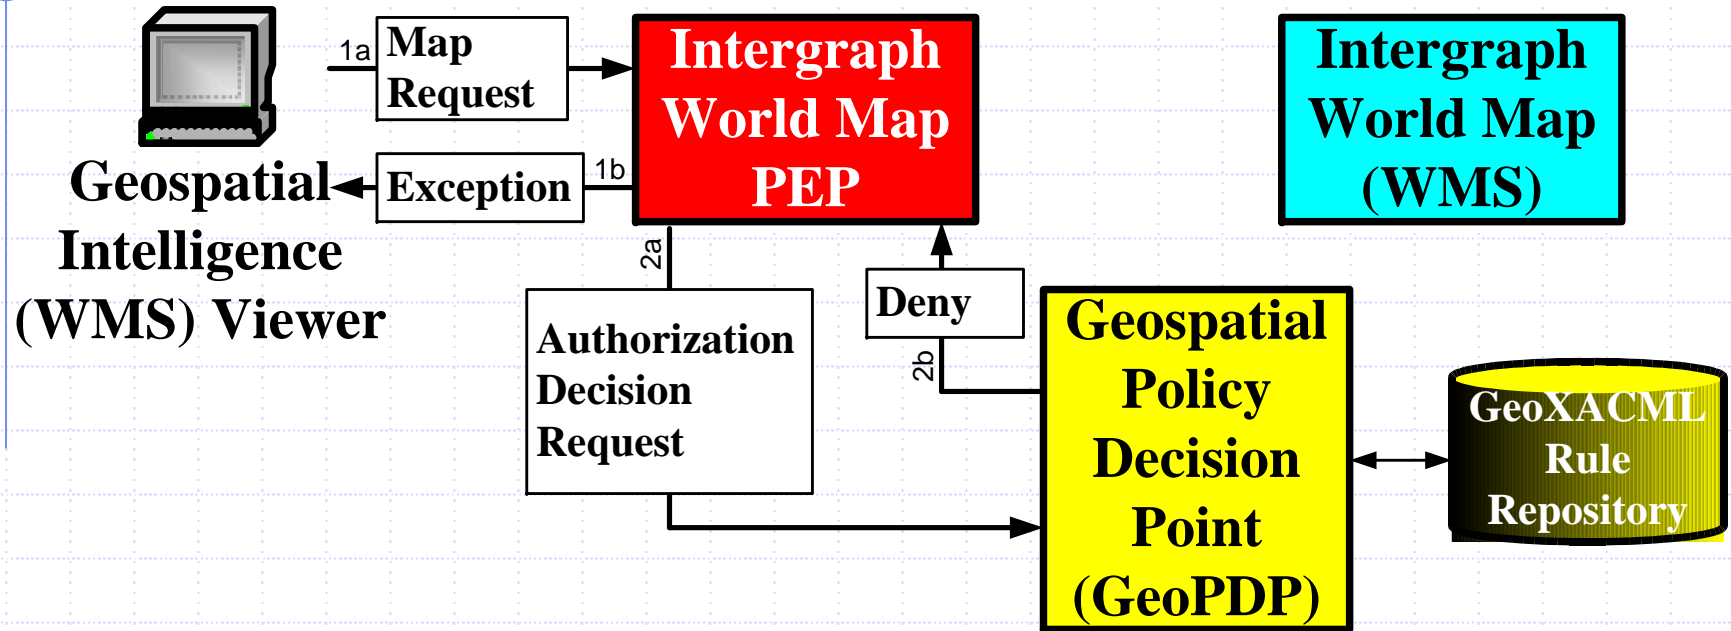 1a
Map
Request
Intergraph
World Map
PEP
Intergraph
World Map
(WMS)
Exception
1b
Geospatial
Intelligence
(WMS) Viewer
2a
Authorization
Decision
Request
Deny
2b
Geospatial
Policy
Decision
Point
(GeoPDP)
GeoXACML
Rule
Repository